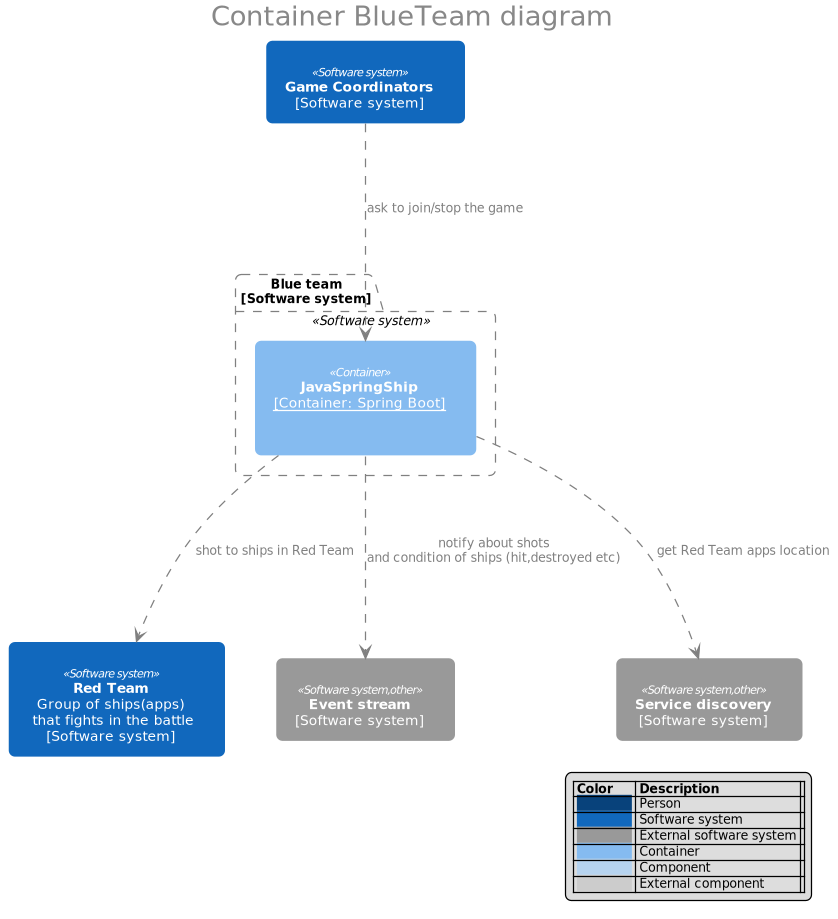 Container BlueTeam diagram
«Software system»
Game Coordinators
[Software system]
ask to join/stop the game
Blue team
[Software system]
«Software system»
«Container»
JavaSpringShip
[Container: Spring Boot]
shot to ships in Red Team
notify about shots
and condition of ships (hit,destroyed etc)
get Red Team apps location
«Software system»
Red Team
Group of ships(apps)
that fights in the battle
[Software system]
«Software system,other»
Event stream
[Software system]
«Software system,other»
Service discovery
[Software system]
Color Description
Person
Software system
External software system
Container
Component
External component